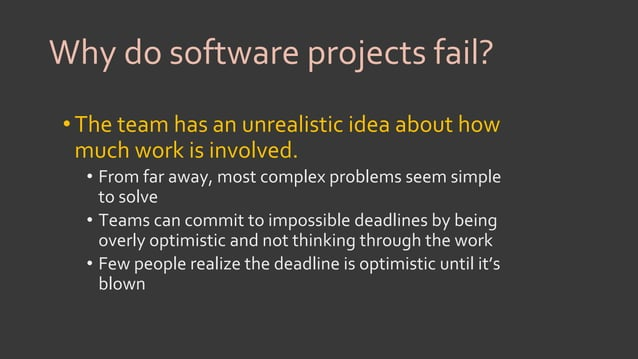 Why do software projects fail?
• The team has an unrealistic idea about how
much work is involved.
• From far away, most complex problems seem simple
to solve
• Teams can commit to impossible deadlines by being
overly optimistic and not thinking through the work
• Few people realize the deadline is optimistic until it’s
blown